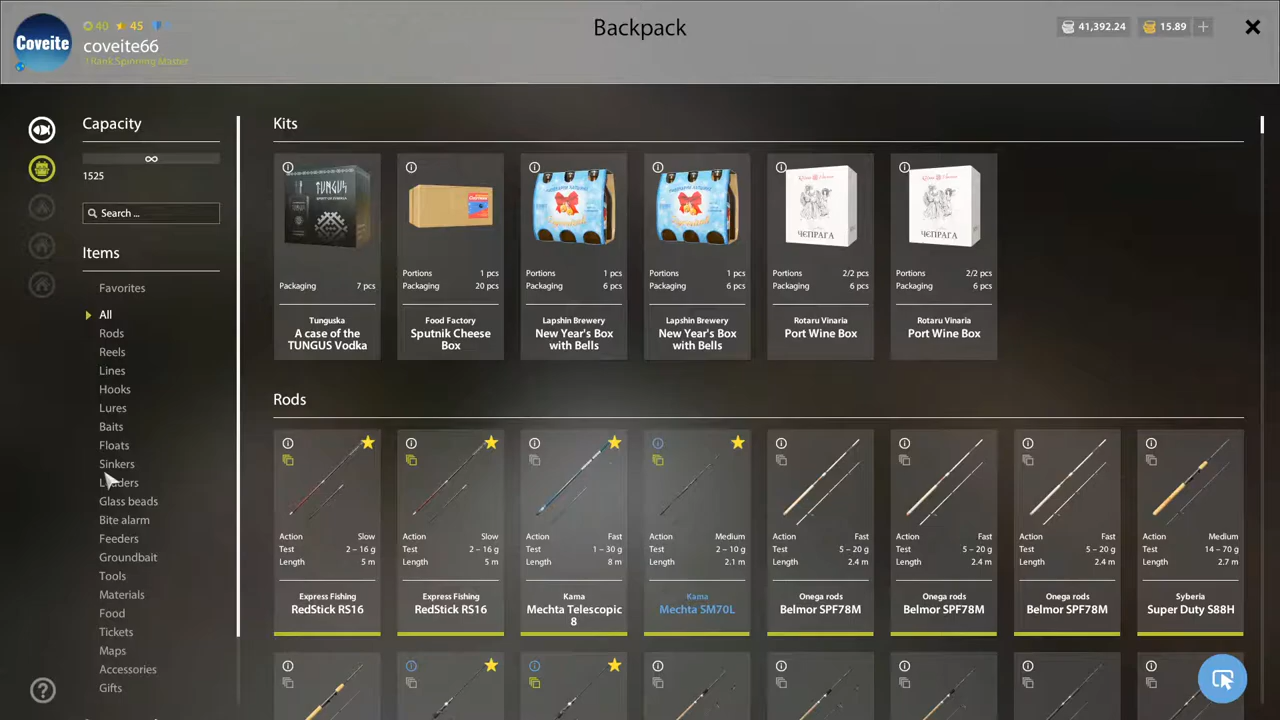 Coveite
40 45
coveite66
Backpack
41,392.24
15.89
Capacity
∞
1525
Search ...
Items
Favorites
All
Rods
Reels
Lines
Hooks
Lures
Baits
Floats
Sinkers
Leaders
Glass beads
Bite alarm
Feeders
Groundbait
Tools
Materials
Food
Tickets
Maps
Accessories
Gifts
Kits
TUNGUS
Packaging 7 pcs
Tunguska
A case of the
TUNGUS Vodka
Portions 1 pcs
Packaging 20 pcs
Food Factory
Sputnik Cheese
Box
Portions 1 pcs
Packaging 6 pcs
Lapshin Brewery
New Year's Box
with Bells
Portions 1 pcs
Packaging 6 pcs
Lapshin Brewery
New Year's Box
with Bells
ЧЕПРАГА
Portions 2/2 pcs
Packaging 6 pcs
Rotaru Vinaria
Port Wine Box
ЧЕПРАГА
Portions 2/2 pcs
Packaging 6 pcs
Rotaru Vinaria
Port Wine Box
Rods
Action Slow
Test 2 – 16 g
Length 5 m
Express Fishing
RedStick RS16
Action Slow
Test 2 – 16 g
Length 5 m
Express Fishing
RedStick RS16
Action Fast
Test 1 – 30 g
Length 8 m
Kama
Mechta Telescopic
8
Action Medium
Test 2 – 10 g
Length 2.1 m
Kama
Mechta SM70L
Action Fast
Test 5 – 20 g
Length 2.4 m
Onega rods
Belmor SPF78M
Action Fast
Test 5 – 20 g
Length 2.4 m
Onega rods
Belmor SPF78M
Action Fast
Test 5 – 20 g
Length 2.4 m
Onega rods
Belmor SPF78M
Action Medium
Test 14 – 70 g
Length 2.7 m
Syberia
Super Duty S88H